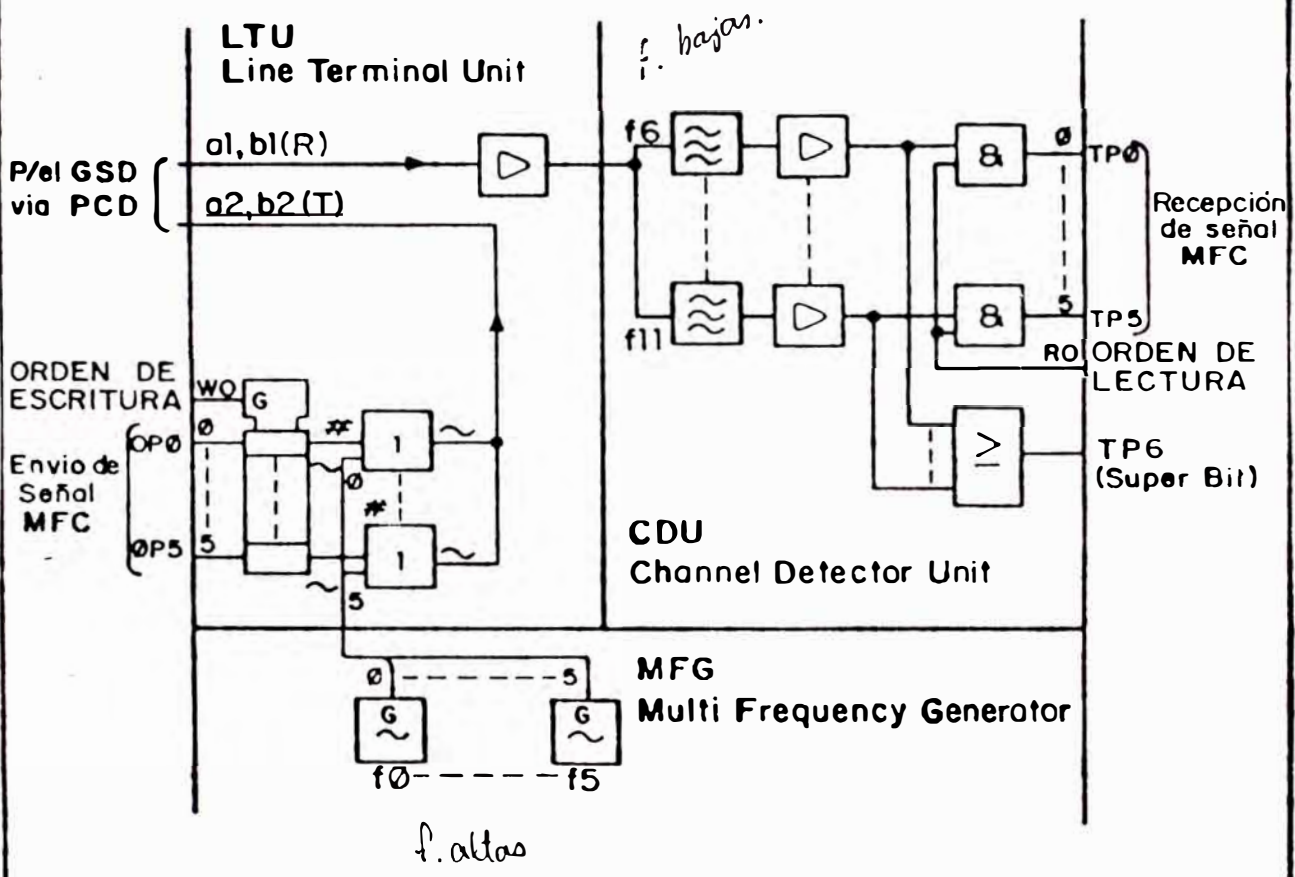 LTU
Line Terminal Unit
f. bajas.
P/el GSD
via PCD
a1,b1(R)
a2,b2(T)
f6
f11
&
&
Ø
5
TPØ
TP5
Recepción
de señal
MFC
RO
ORDEN DE
LECTURA
≥
TP6
(Super Bit)
ORDEN DE
ESCRITURA
WO
G
OPØ
Ø
Envio de
Señal
MFC
ØP5
5
#
1
~
~
Ø
#
1
~
~
5
CDU
Channel Detector Unit
MFG
Multi Frequency Generator
Ø
5
G
~
G
~
fØ
f5
f. altas